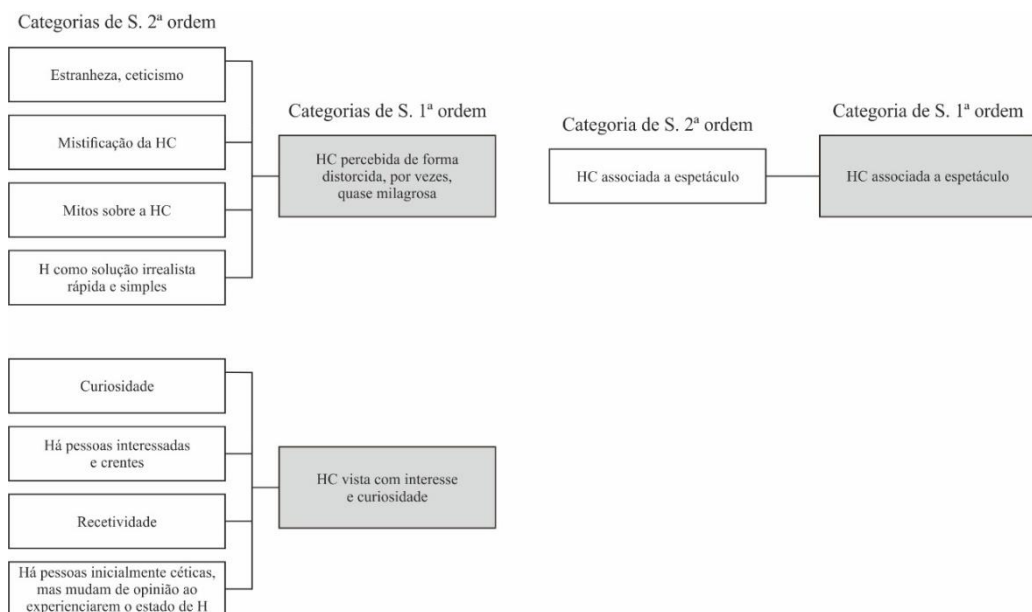 Categorias de S. 2ª ordem
Estranheza, ceticismo
Mistificação da HC
Mitos sobre a HC
H como solução irrealista
rápida e simples
Categorias de S. 1ª ordem
HC percebida de forma
distorcida, por vezes,
quase milagrosa
Categoria de S. 2ª ordem
HC associada a espetáculo
Categoria de S. 1ª ordem
HC associada a espetáculo
Curiosidade
Há pessoas interessadas
e crentes
Recetividade
Há pessoas inicialmente céticas,
mas mudam de opinião ao
experienciarem o estado de H
HC vista com interesse
e curiosidade